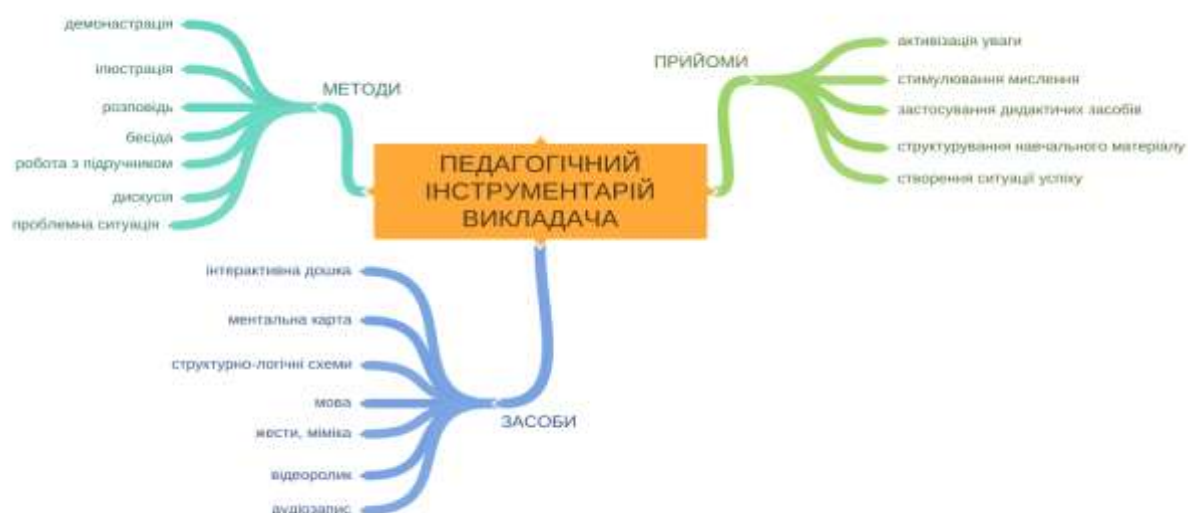 демонастрація
ілюстрація
розповідь
бесіда
робота з підручником
дискусія
проблемна ситуація
МЕТОДИ
ПРИЙОМИ
активізація уваги
стимулювання мислення
застосування дидактичих засобів
структурування навчального матеріалу
створення ситуації успіху
ПЕДАГОГІЧНИЙ
ІНСТРУМЕНТАРІЙ
ВИКЛАДАЧА
інтерактивна дошка
ментальна карта
структурно-логічні схеми
мова
жести, міміка
відеоролик
аудіозапис
ЗАСОБИ